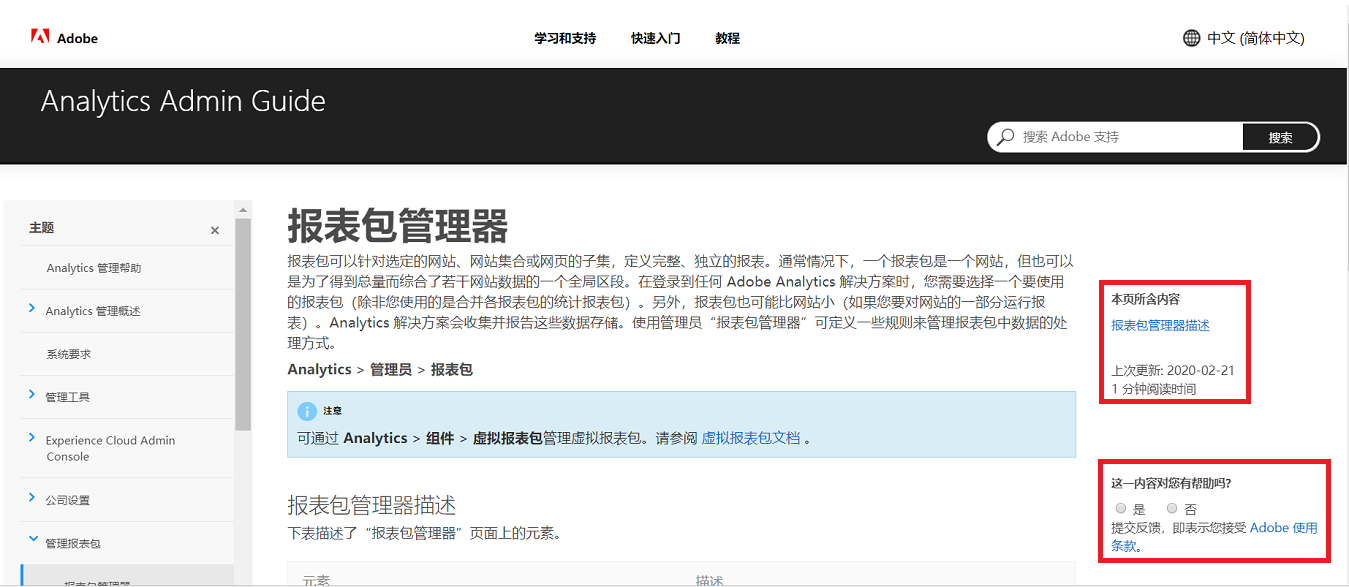 Adobe
学习和支持 快速入门 教程
中文 (简体中文)
Analytics Admin Guide
搜索 Adobe 支持
搜索
主题
Analytics 管理帮助
Analytics 管理概述
系统要求
管理工具
Experience Cloud Admin
Console
公司设置
管理报表包
报表包管理器
报表包管理器
报表包可以针对选定的网站、网站集合或网页的子集，定义完整、独立的报表。通常情况下，一个报表包是一个网站，但也可以
是为了得到总量而综合了若干网站数据的一个全局区段。在登录到任何 Adobe Analytics 解决方案时，您需要选择一个要使用
的报表包（除非您使用的是合并各报表包的统计报表包）。另外，报表包也可能比网站小（如果您要对网站的一部分运行报
表）。Analytics 解决方案会收集并报告这些数据存储。使用管理员“报表包管理器”可定义一些规则来管理报表包中数据的处
理方式。
Analytics > 管理员 > 报表包
注意
可通过 Analytics > 组件 > 虚拟报表包管理虚拟报表包。请参阅 虚拟报表包文档 。
报表包管理器描述
下表描述了“报表包管理器”页面上的元素。
元素 描述
本页所含内容
报表包管理器描述
上次更新: 2020-02-21
1 分钟阅读时间
这一内容对您有帮助吗?
是 否
提交反馈，即表示您接受 Adobe 使用
条款。